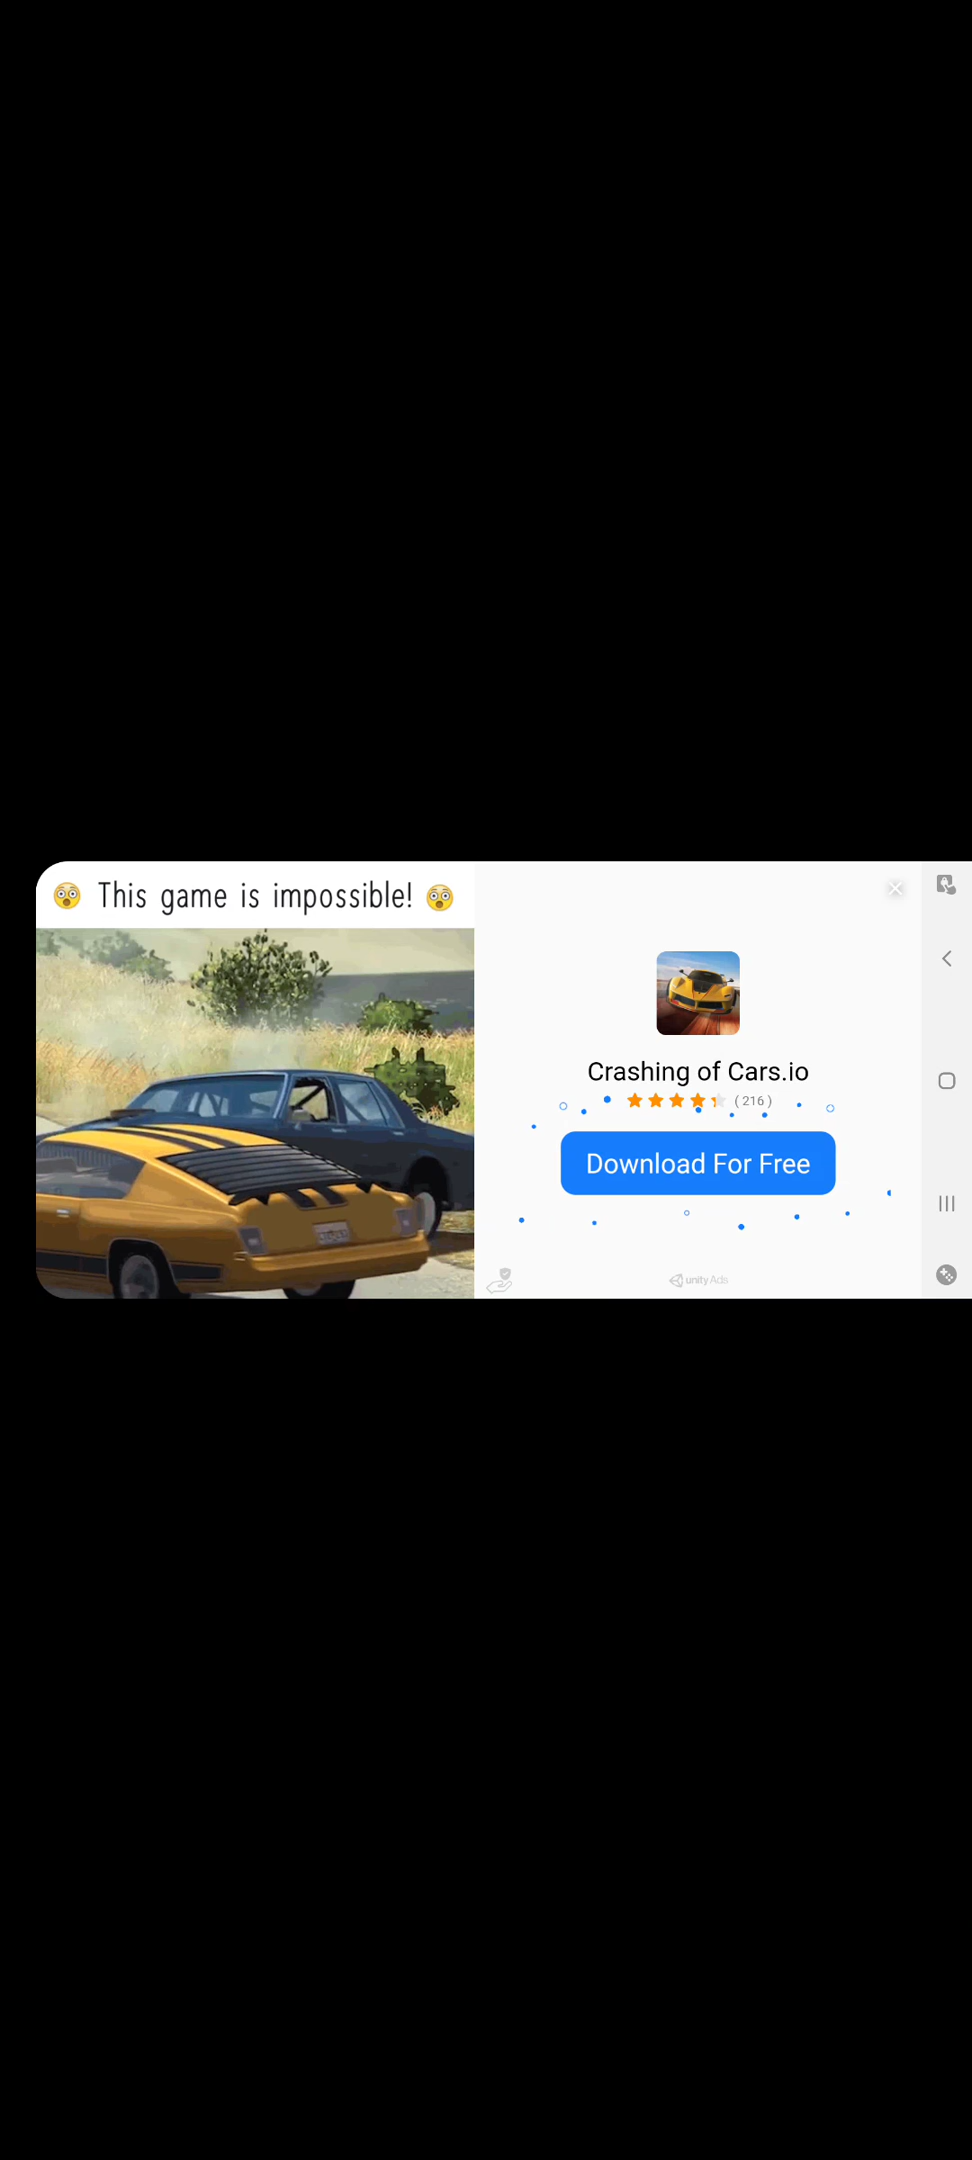 This game is impossible!
Crashing of Cars.io
( 216 )
Download For Free
unity Ads